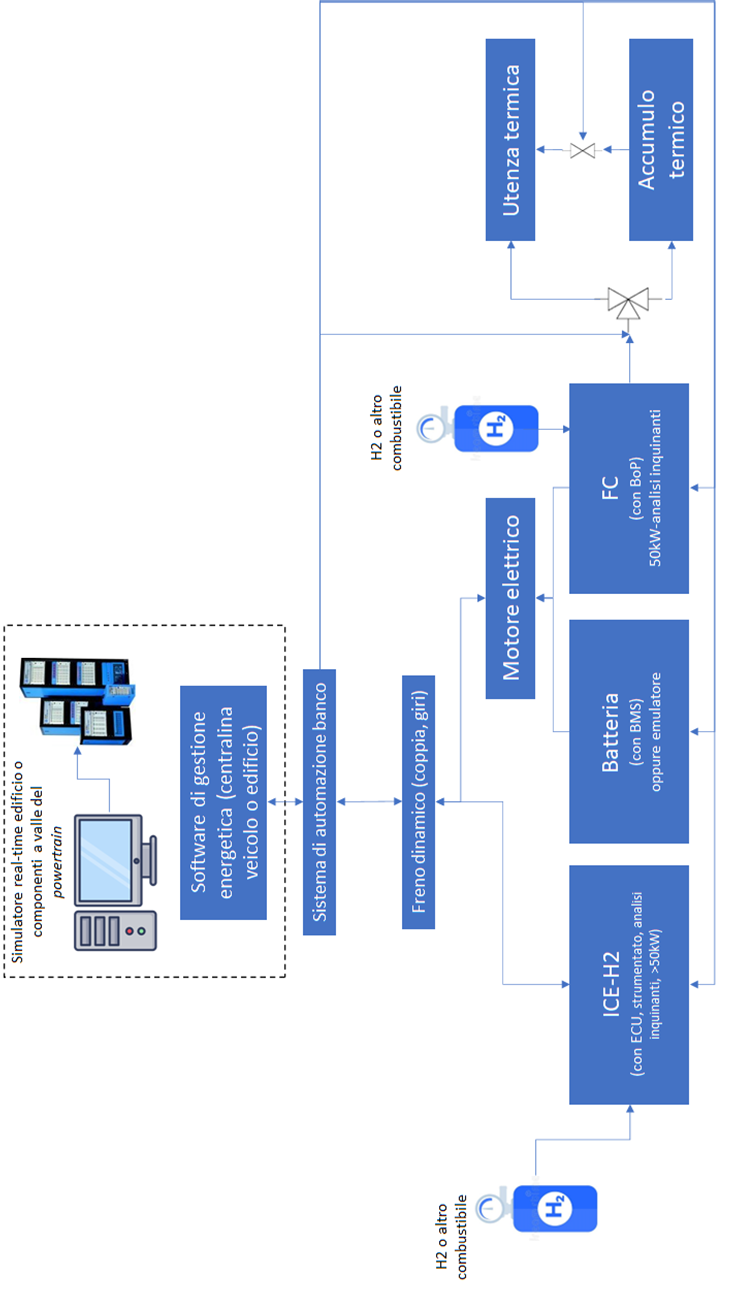 Simulatore real-time edificio o
componenti a valle del
powertrain
Software di gestione
energetica (centralina
veicolo o edificio)
Sistema di automazione banco
Freno dinamico (coppia, giri)
H2 o altro
combustibile
H₂
H2 o altro
combustibile
H₂
Motore elettrico
Utenza termica
ICE-H2
(con ECU, strumentato, analisi
inquinanti, >50kW)
Batteria
(con BMS)
oppure emulatore
FC
(con BoP)
50kW-analisi inquinanti
Accumulo
termico